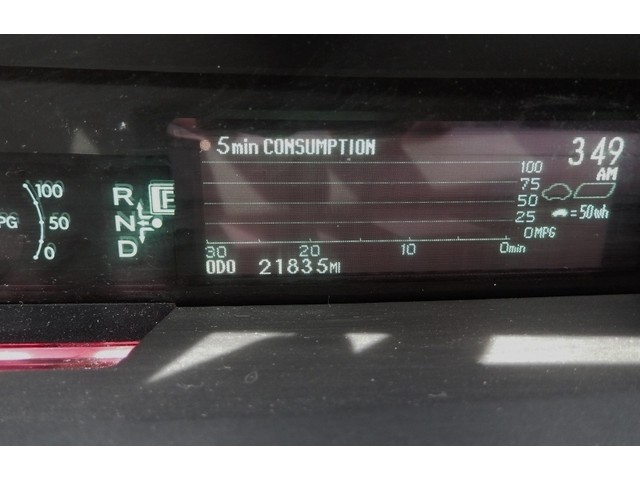 5min CONSUMPTION
349
AM
100
75
50
25
0MPG
= 50wh
30 20 10 0min
ODO 21835MI
100
50
0
PG
R
N
D
P